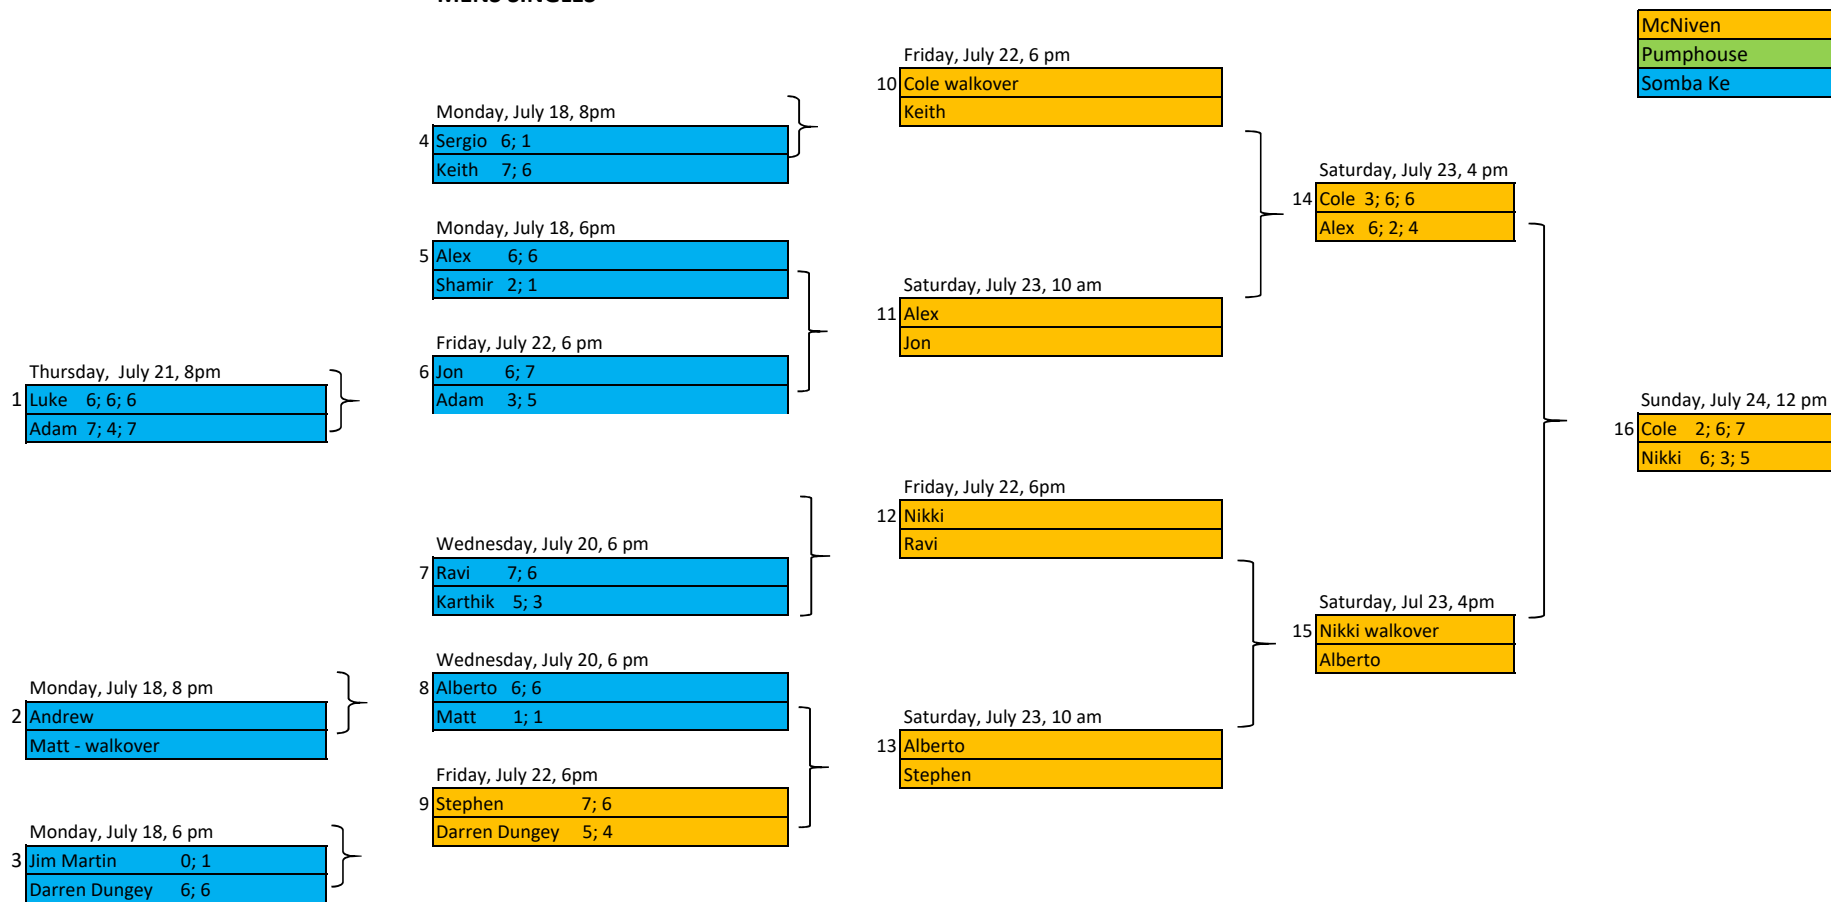 MENS SINGLES
McNiven
Pumphouse
Somba Ke
Thursday, July 21, 8pm
1 Luke 6; 6; 6
Adam 7; 4; 7
Monday, July 18, 8 pm
2 Andrew
Matt - walkover
Monday, July 18, 6 pm
3 Jim Martin 0; 1
Darren Dungey 6; 6
Monday, July 18, 8pm
4 Sergio 6; 1
Keith 7; 6
Monday, July 18, 6pm
5 Alex 6; 6
Shamir 2; 1
Friday, July 22, 6 pm
6 Jon 6; 7
Adam 3; 5
Wednesday, July 20, 6 pm
7 Ravi 7; 6
Karthik 5; 3
Wednesday, July 20, 6 pm
8 Alberto 6; 6
Matt 1; 1
Friday, July 22, 6pm
9 Stephen 7; 6
Darren Dungey 5; 4
Friday, July 22, 6 pm
10 Cole walkover
Keith
Saturday, July 23, 10 am
11 Alex
Jon
Friday, July 22, 6pm
12 Nikki
Ravi
Saturday, July 23, 10 am
13 Alberto
Stephen
Saturday, July 23, 4 pm
14 Cole 3; 6; 6
Alex 6; 2; 4
Saturday, Jul 23, 4pm
15 Nikki walkover
Alberto
Sunday, July 24, 12 pm
16 Cole 2; 6; 7
Nikki 6; 3; 5